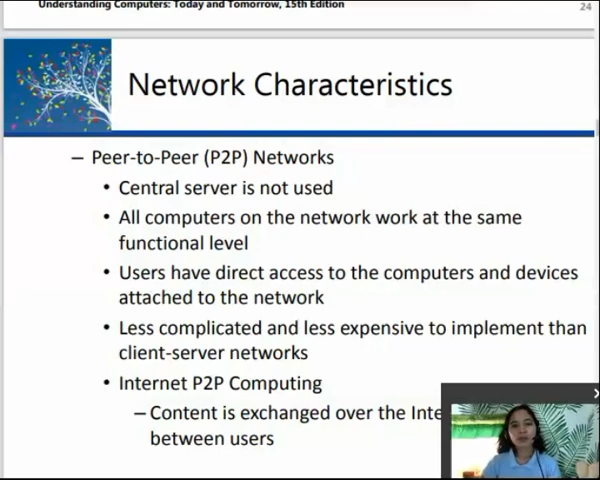 Understanding Computers: Today and Tomorrow, 15th Edition
24
Network Characteristics
– Peer-to-Peer (P2P) Networks
• Central server is not used
• All computers on the network work at the same
functional level
• Users have direct access to the computers and devices
attached to the network
• Less complicated and less expensive to implement than
client-server networks
• Internet P2P Computing
– Content is exchanged over the Inte
between users